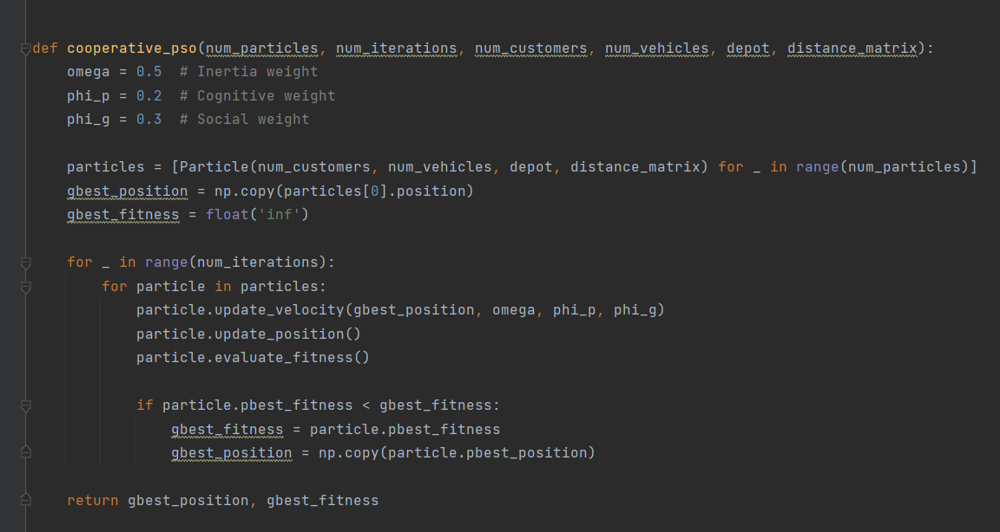 def cooperative_pso(num_particles, num_iterations, num_customers, num_vehicles, depot, distance_matrix):
    omega = 0.5  # Inertia weight
    phi_p = 0.2  # Cognitive weight
    phi_g = 0.3  # Social weight

    particles = [Particle(num_customers, num_vehicles, depot, distance_matrix) for _ in range(num_particles)]
    gbest_position = np.copy(particles[0].position)
    gbest_fitness = float('inf')

    for _ in range(num_iterations):
        for particle in particles:
            particle.update_velocity(gbest_position, omega, phi_p, phi_g)
            particle.update_position()
            particle.evaluate_fitness()

            if particle.pbest_fitness < gbest_fitness:
                gbest_fitness = particle.pbest_fitness
                gbest_position = np.copy(particle.pbest_position)

    return gbest_position, gbest_fitness